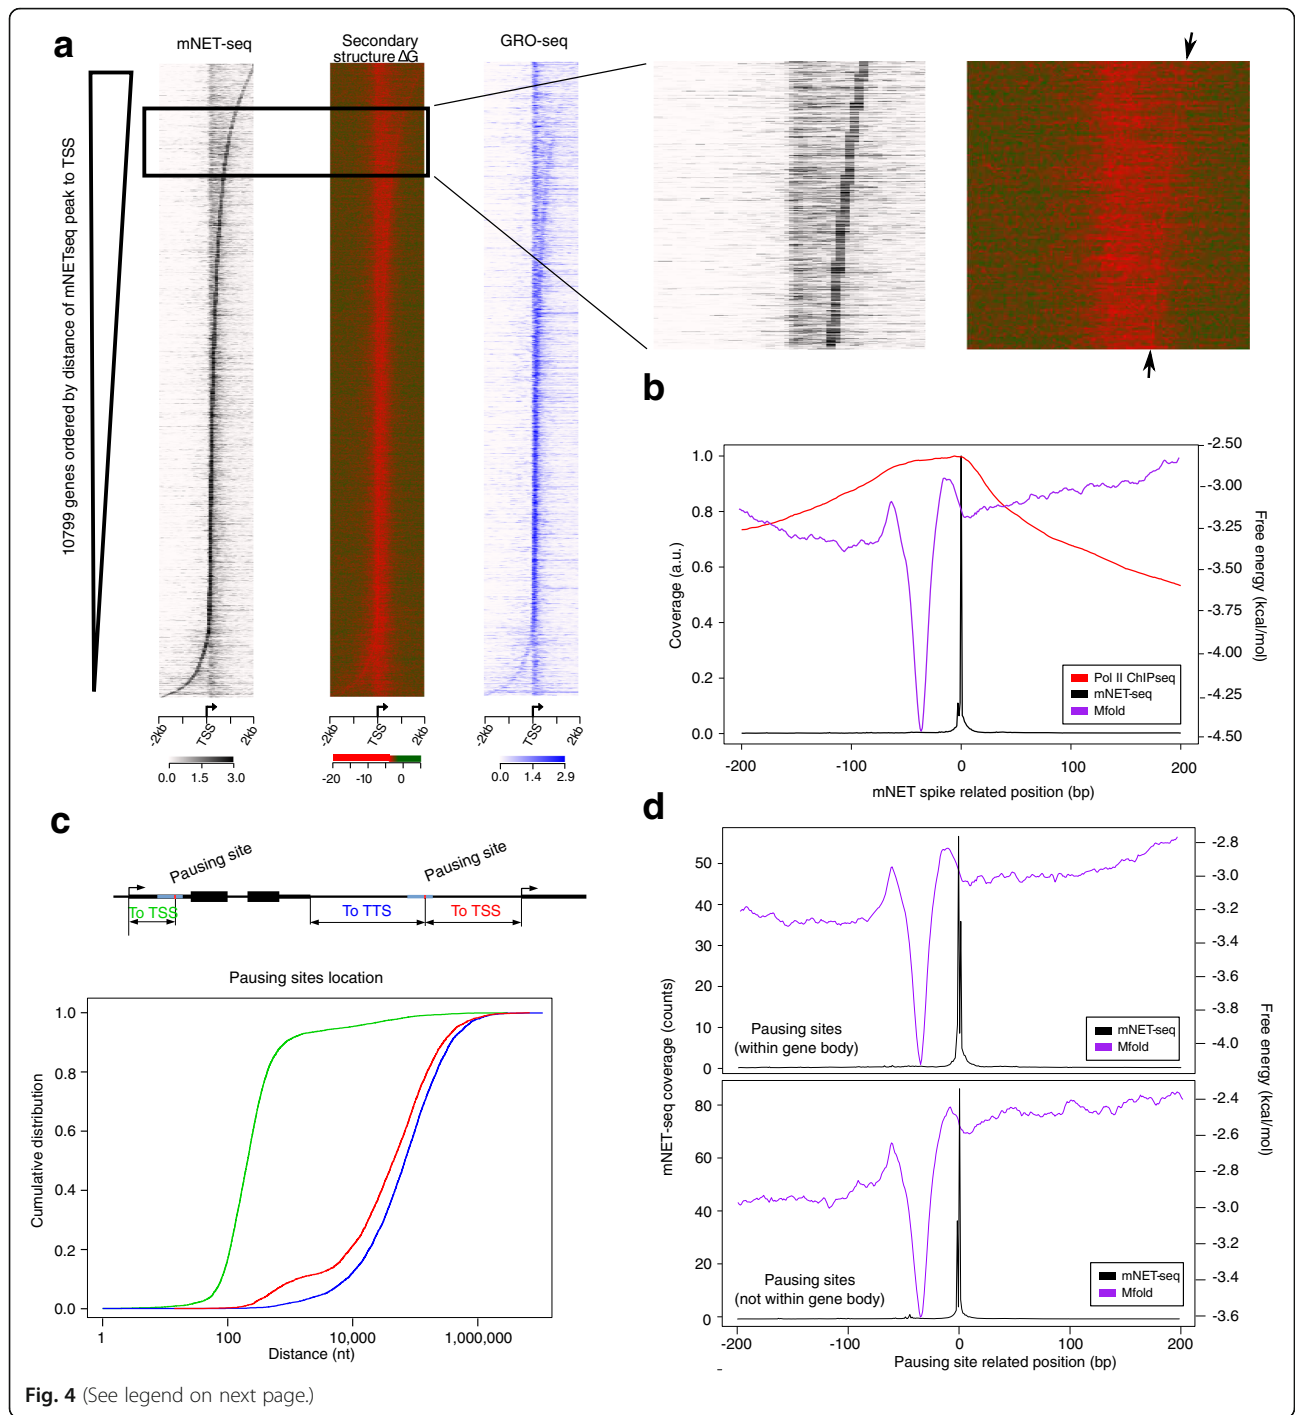 a
mNET-seq
Secondary
structure ΔG
GRO-seq
10799 genes ordered by distance of mNETseq peak to TSS
-2kb
TSS
2kb
-2kb
TSS
2kb
-2kb
TSS
2kb
0.0 1.5 3.0
-20 -10 0
0.0 1.4 2.9
b
Coverage (a.u.)
1.0
0.8
0.6
0.4
0.2
0.0
-2.50
-3.00
-3.25
-3.50
-3.75
-4.00
-4.25
-4.50
Free energy (kcal/mol)
Pol II ChIPseq
mNET-seq
Mfold
-200 -100 0 100 200
mNET spike related position (bp)
c
Pausing site
Pausing site
To TSS
To TTS
To TSS
Pausing sites location
Cumulative distribution
1.0
0.8
0.6
0.4
0.2
0.0
1 100 10,000 1,000,000
Distance (nt)
d
mNET-seq coverage (counts)
50
40
30
20
10
0
-2.8
-3.0
-3.2
-3.4
-3.6
-3.8
-4.0
Pausing sites
(within gene body)
mNET-seq
Mfold
Free energy (kcal/mol)
80
60
40
20
0
-2.4
-2.6
-2.8
-3.0
-3.2
-3.4
-3.6
Pausing sites
(not within gene body)
mNET-seq
Mfold
-200 -100 0 100 200
Pausing site related position (bp)
Fig. 4 (See legend on next page.)